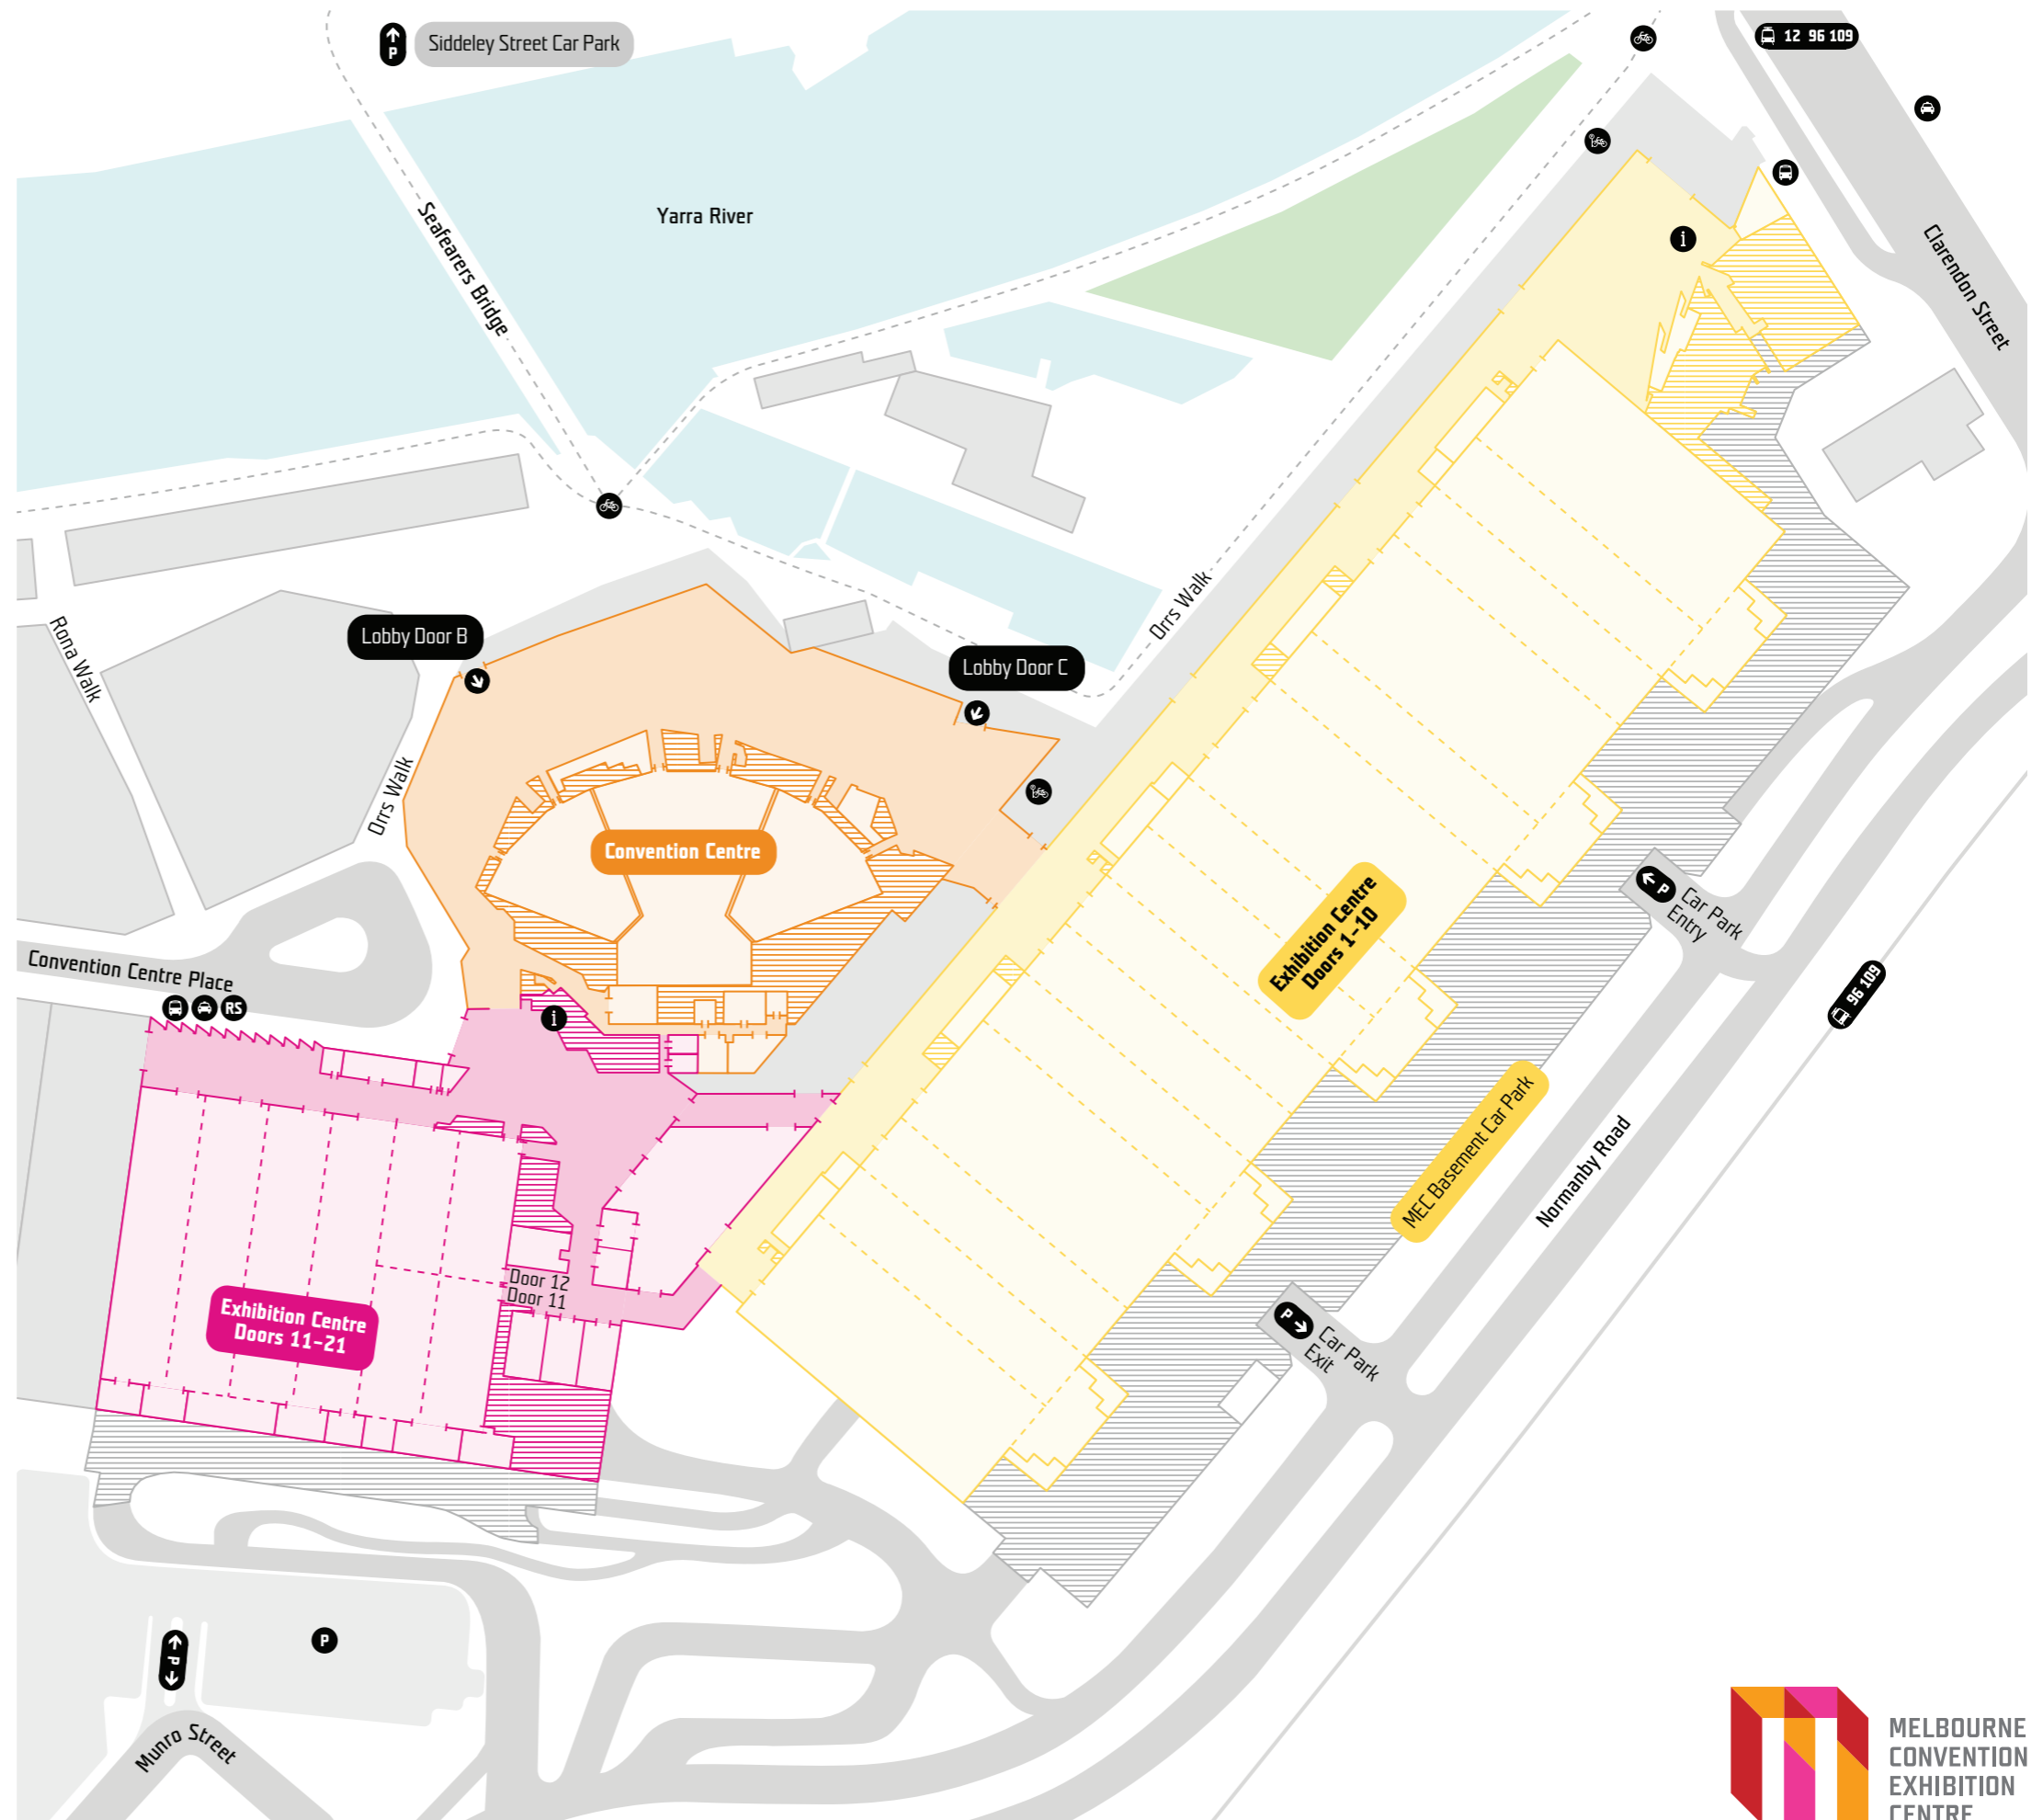 P
Siddeley Street Car Park
12 96 109
Yarra River
Seafearers Bridge
Clarendon Street
i
Orrs Walk
Lobby Door B
Lobby Door C
Rona Walk
Orrs Walk
Convention Centre
Exhibition Centre
Doors 1-10
P
Car Park
Entry
Convention Centre Place
RS
i
96 109
MEC Basement Car Park
Normanby Road
Door 12
Door 11
Exhibition Centre
Doors 11-21
P
Car Park
Exit
P
P
Munro Street
MELBOURNE
CONVENTION
EXHIBITION
CENTRE